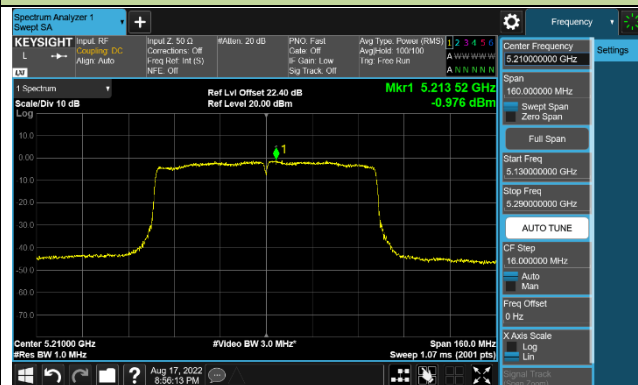 Spectrum Analyzer 1
Swept SA
Frequency
KEYSIGHT Input: RF
Coupling: DC
Align: Auto
Input Z: 50 Ω
Corrections: Off
Freq Ref: Int (S)
NFE: Off
#Atten: 20 dB
PNO: Fast
Gate: Off
IF Gain: Low
Sig Track: Off
Avg Type: Power (RMS)
Avg|Hold: 100/100
Trig: Free Run
1 2 3 4 5 6
A W W W W W
A N N N N N
L
LXI
1 Spectrum
Scale/Div 10 dB
Log
Ref Lvl Offset 22.40 dB
Ref Level 20.00 dBm
Mkr1 5.213 52 GHz
-0.976 dBm
1
10.0
0.00
10.0
20.0
30.0
40.0
50.0
60.0
70.0
Center 5.21000 GHz
#Res BW 1.0 MHz
#Video BW 3.0 MHz*
Span 160.0 MHz
Sweep 1.07 ms (2001 pts)
Aug 17, 2022
8:56:13 PM
Center Frequency
5.210000000 GHz
Settings
Span
160.000000 MHz
Swept Span
Zero Span
Full Span
Start Freq
5.130000000 GHz
Stop Freq
5.290000000 GHz
AUTO TUNE
CF Step
16.000000 MHz
Auto
Man
Freq Offset
0 Hz
X Axis Scale
Log
Lin
Signal Track
(Span Zoom)